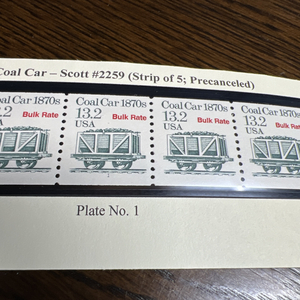 Coal Car – Scott #2259 (Strip of 5; Precanceled)
Car 1870s
.2
Bulk Rate
Coal Car 1870s
13.2
Bulk Rate
USA
Coal Car 1870s
13.2
Bulk Rate
USA
Coal Car 1870s
13.2
Bulk Rate
USA
Plate No. 1